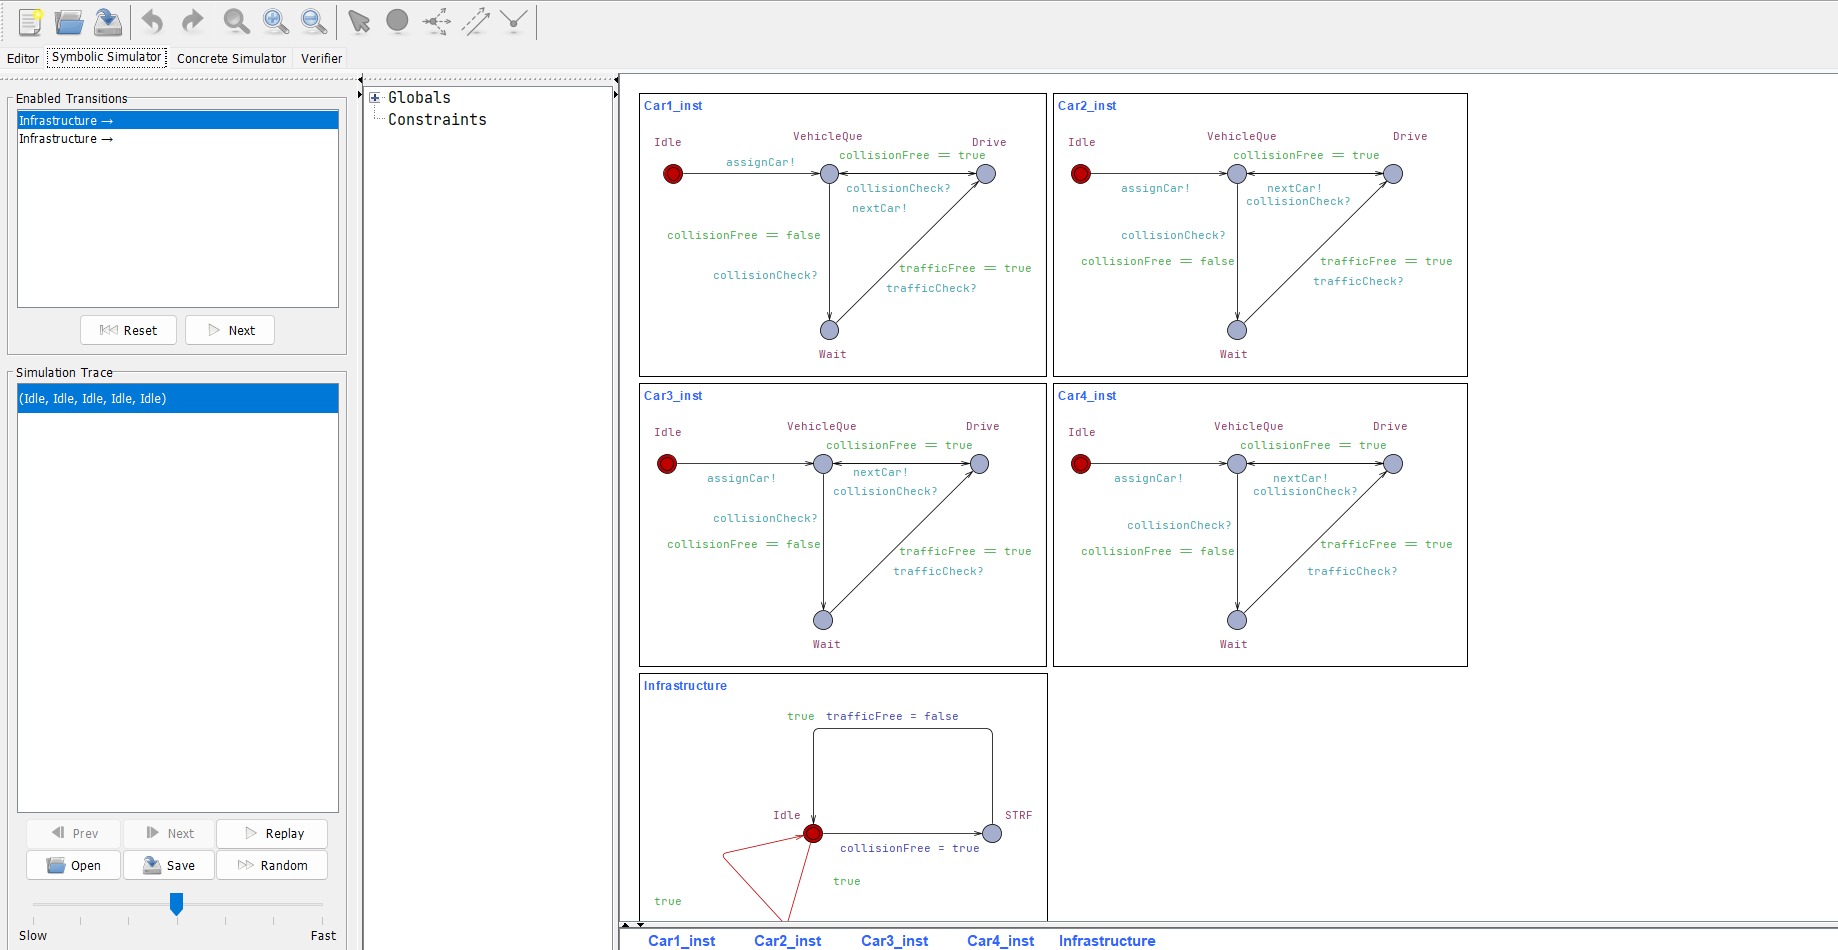 Editor Symbolic Simulator Concrete Simulator Verifier
Enabled Transitions
Infrastructure →
Infrastructure →
Reset Next
Simulation Trace
(Idle, Idle, Idle, Idle, Idle)
Prev Next Replay
Open Save Random
Slow Fast
Globals
Constraints
Car1_inst
Idle
VehicleQue
Drive
collisionFree == true
assignCar!
collisionCheck?
nextCar!
collisionFree == false
collisionCheck?
trafficFree == true
trafficCheck?
Wait
Car2_inst
Idle
VehicleQue
Drive
collisionFree == true
assignCar!
nextCar!
collisionCheck?
collisionCheck?
collisionFree == false
trafficFree == true
trafficCheck?
Wait
Car3_inst
Idle
VehicleQue
Drive
collisionFree == true
assignCar!
nextCar!
collisionCheck?
collisionCheck?
collisionFree == false
trafficFree == true
trafficCheck?
Wait
Car4_inst
Idle
VehicleQue
Drive
collisionFree == true
assignCar!
nextCar!
collisionCheck?
collisionCheck?
collisionFree == false
trafficFree == true
trafficCheck?
Wait
Infrastructure
true trafficFree = false
Idle
STRF
collisionFree = true
true
true
Car1_inst Car2_inst Car3_inst Car4_inst Infrastructure